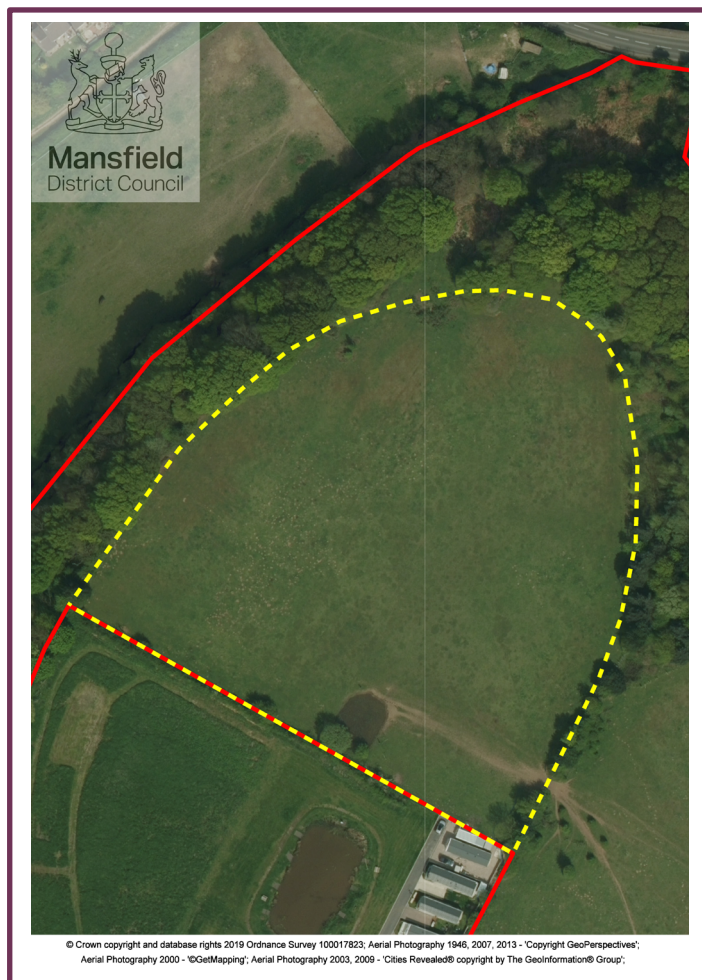 Mansfield
District Council
© Crown copyright and database rights 2019 Ordnance Survey 100017823; Aerial Photography 1946, 2007, 2013 - 'Copyright GeoPerspectives';
Aerial Photography 2000 - '©GetMapping'; Aerial Photography 2003, 2009 - 'Cities Revealed® copyright by The GeoInformation® Group';